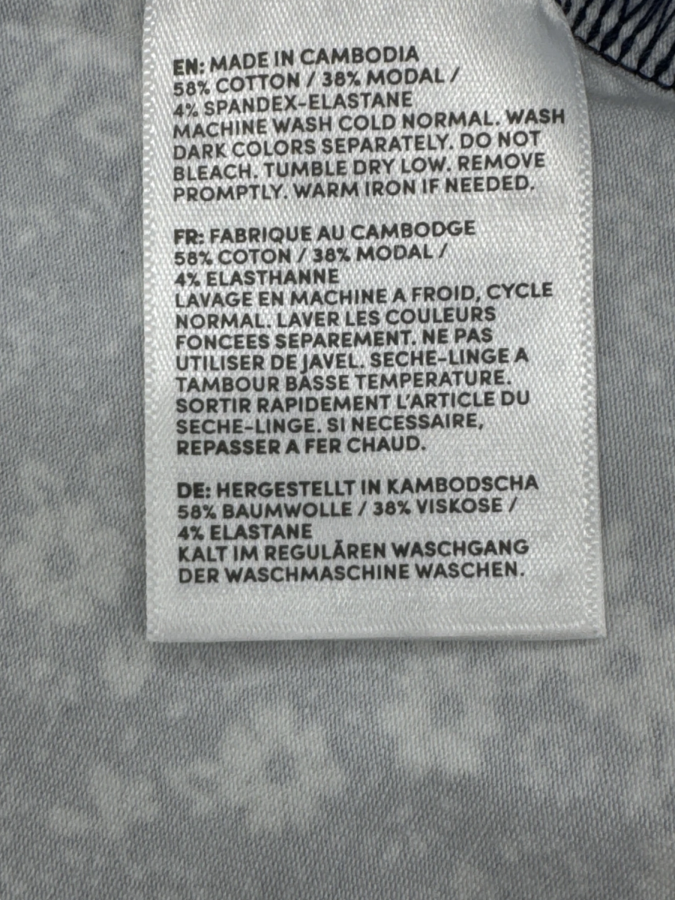 EN: MADE IN CAMBODIA
58% COTTON / 38% MODAL /
4% SPANDEX-ELASTANE
MACHINE WASH COLD NORMAL. WASH
DARK COLORS SEPARATELY. DO NOT
BLEACH. TUMBLE DRY LOW. REMOVE
PROMPTLY. WARM IRON IF NEEDED.
FR: FABRIQUE AU CAMBODGE
58% COTON / 38% MODAL /
4% ELASTHANNE
LAVAGE EN MACHINE A FROID, CYCLE
NORMAL. LAVER LES COULEURS
FONCEES SEPAREMENT. NE PAS
UTILISER DE JAVEL. SECHE-LINGE A
TAMBOUR BASSE TEMPERATURE.
SORTIR RAPIDEMENT L'ARTICLE DU
SECHE-LINGE. SI NECESSAIRE,
REPASSER A FER CHAUD.
DE: HERGESTELLT IN KAMBODSCHA
58% BAUMWOLLE / 38% VISKOSE /
4% ELASTANE
KALT IM REGULÄREN WASCHGANG
DER WASCHMASCHINE WASCHEN.